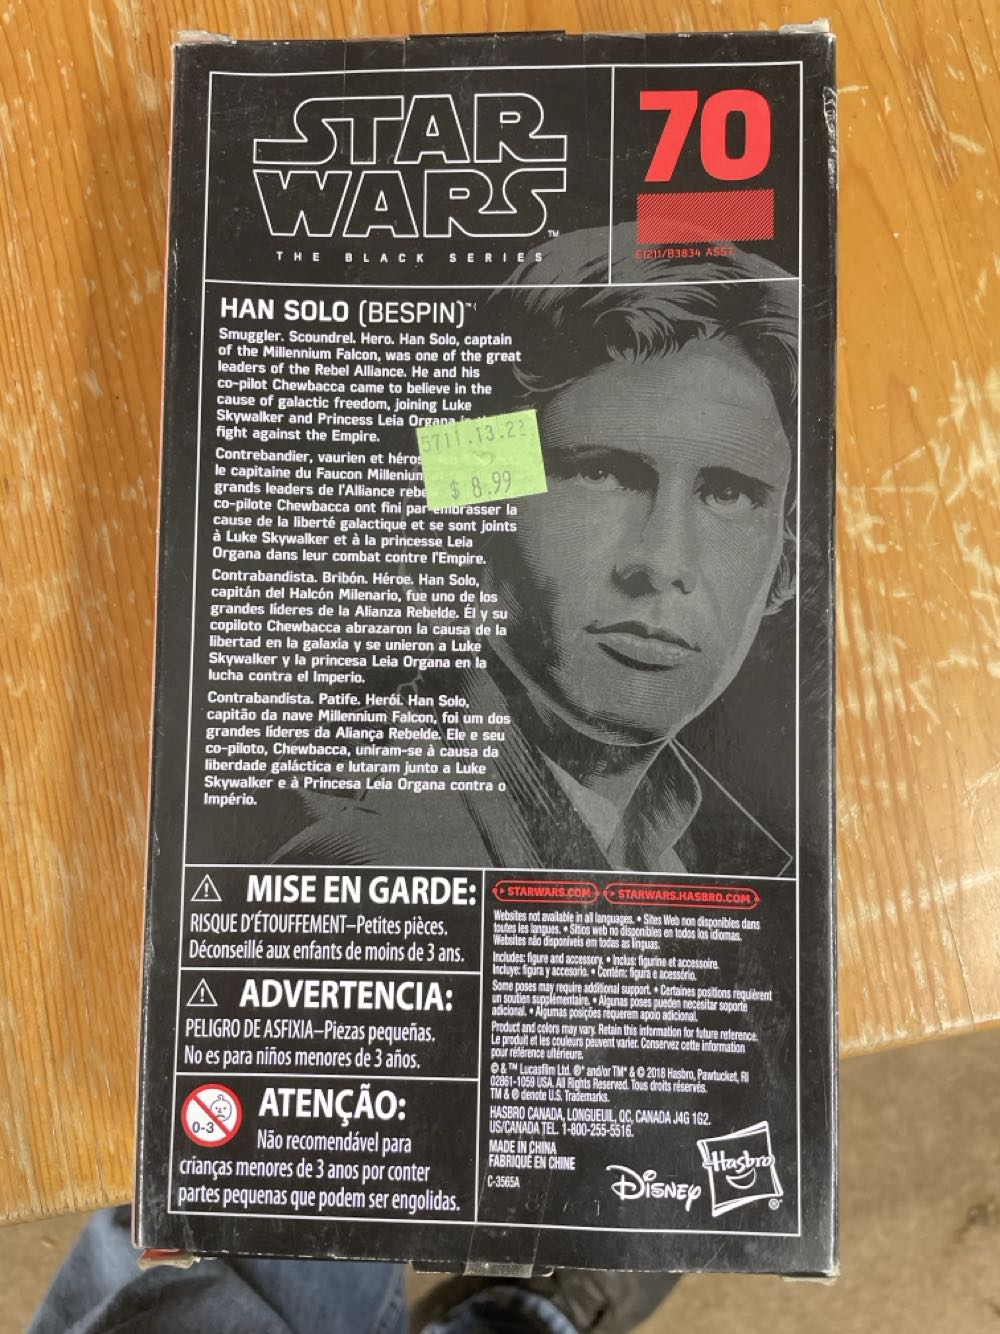 STAR
WARS™
THE BLACK SERIES
70
E1211/B3834 ASST.
HAN SOLO (BESPIN)™
Smuggler. Scoundrel. Hero. Han Solo, captain
of the Millennium Falcon, was one of the great
leaders of the Rebel Alliance. He and his
co-pilot Chewbacca came to believe in the
cause of galactic freedom, joining Luke
Skywalker and Princess Leia Organa
fight against the Empire.
5711.13.22
$ 8.99
Contrebandier, vaurien et héros
le capitaine du Faucon Millenium
grands leaders de l'Alliance rebe
co-pilote Chewbacca ont fini par embrasser la
cause de la liberté galactique et se sont joints
à Luke Skywalker et à la princesse Leia
Organa dans leur combat contre l'Empire.
Contrabandista. Bribón. Héroe. Han Solo,
capitán del Halcón Milenario, fue uno de los
grandes líderes de la Alianza Rebelde. Él y su
copiloto Chewbacca abrazaron la causa de la
libertad en la galaxia y se unieron a Luke
Skywalker y la princesa Leia Organa en la
lucha contra el Imperio.
Contrabandista. Patife. Herói. Han Solo,
capitão da nave Millennium Falcon, foi um dos
grandes líderes da Aliança Rebelde. Ele e seu
co-piloto, Chewbacca, uniram-se à causa da
liberdade galáctica e lutaram junto a Luke
Skywalker e à Princesa Leia Organa contra o
Império.
MISE EN GARDE:
RISQUE D'ÉTOUFFEMENT–Petites pièces.
Déconseillé aux enfants de moins de 3 ans.
ADVERTENCIA:
PELIGRO DE ASFIXIA–Piezas pequeñas.
No es para niños menores de 3 años.
0-3
ATENÇÃO:
Não recomendável para
crianças menores de 3 anos por conter
partes pequenas que podem ser engolidas.
STARWARS.COM STARWARS.HASBRO.COM
Websites not available in all languages. • Sites Web non disponibles dans
toutes les langues. • Sitios web no disponibles en todos los idiomas.
Websites não disponíveis em todas as línguas.
Includes: figure and accessory. • Inclus: figurine et accessoire.
Incluye: figura y accesorio. • Contém: figura e acessório.
Some poses may require additional support. • Certaines positions requièrent
un soutien supplémentaire. • Algunas poses pueden necesitar soporte
adicional. • Algumas posições requerem apoio adicional.
Product and colors may vary. Retain this information for future reference.
Le produit et les couleurs peuvent varier. Conservez cette information
pour référence ultérieure.
© & ™ Lucasfilm Ltd. ®* and/or TM* & © 2018 Hasbro, Pawtucket, RI
02861-1059 USA. All Rights Reserved. Tous droits réservés.
TM & ® denote U.S. Trademarks.
HASBRO CANADA, LONGUEUIL, QC, CANADA J4G 1G2.
US/CANADA TEL. 1-800-255-5516.
MADE IN CHINA
FABRIQUÉ EN CHINE
C-3565A
Disney
Hasbro®